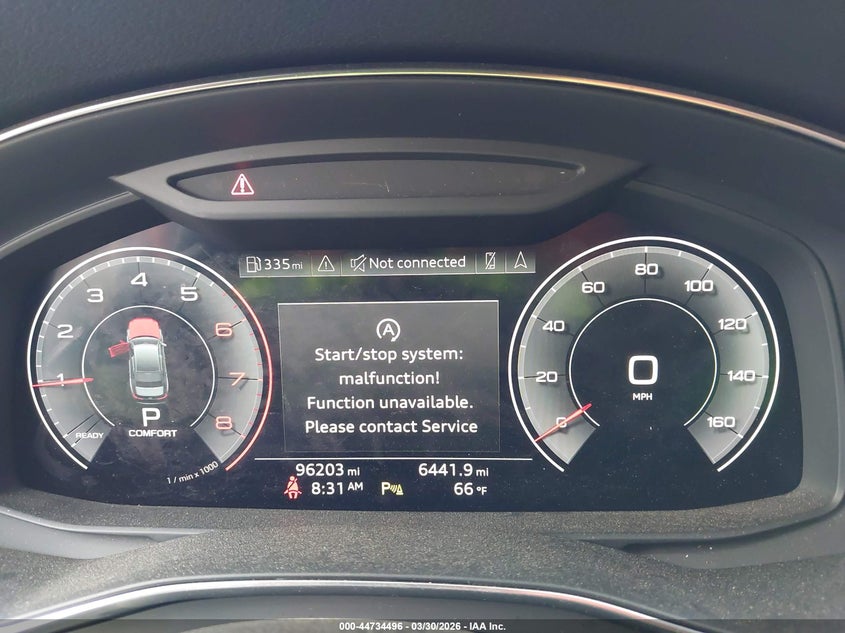 335 mi
Not connected
A
Start/stop system:
malfunction!
Function unavailable.
Please contact Service
1 2 3 4 5 6 7 8
READY
P
COMFORT
1 / min x 1000
0 20 40 60 80 100 120 140 160
0
MPH
96203 mi 6441.9 mi
8:31 AM P 66 °F
000-44734496 - 03/30/2026 - IAA Inc.